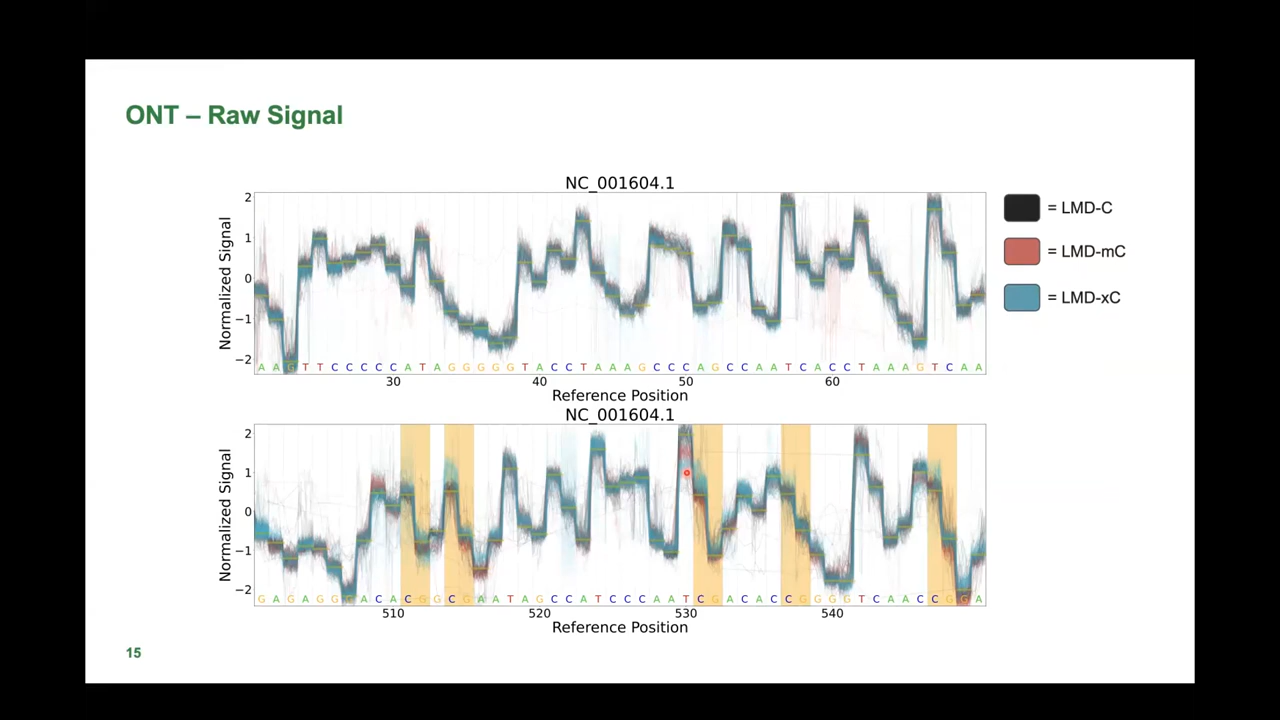 ONT – Raw Signal
NC_001604.1
= LMD-C
= LMD-mC
= LMD-xC
Normalized Signal
2
1
0
−1
−2
A A G T T C C C C C A T A G G G G G T A C C T A A A G C C C A G C C A A T C A C C T A A A G T C A A
30 40 50 60
Reference Position
NC_001604.1
Normalized Signal
2
1
0
−1
−2
G A G A G G G A C A C G G C G A A T A G C C A T C C C A A T C G A C A C C G G G G T C A A C C G G A
510 520 530 540
Reference Position
15